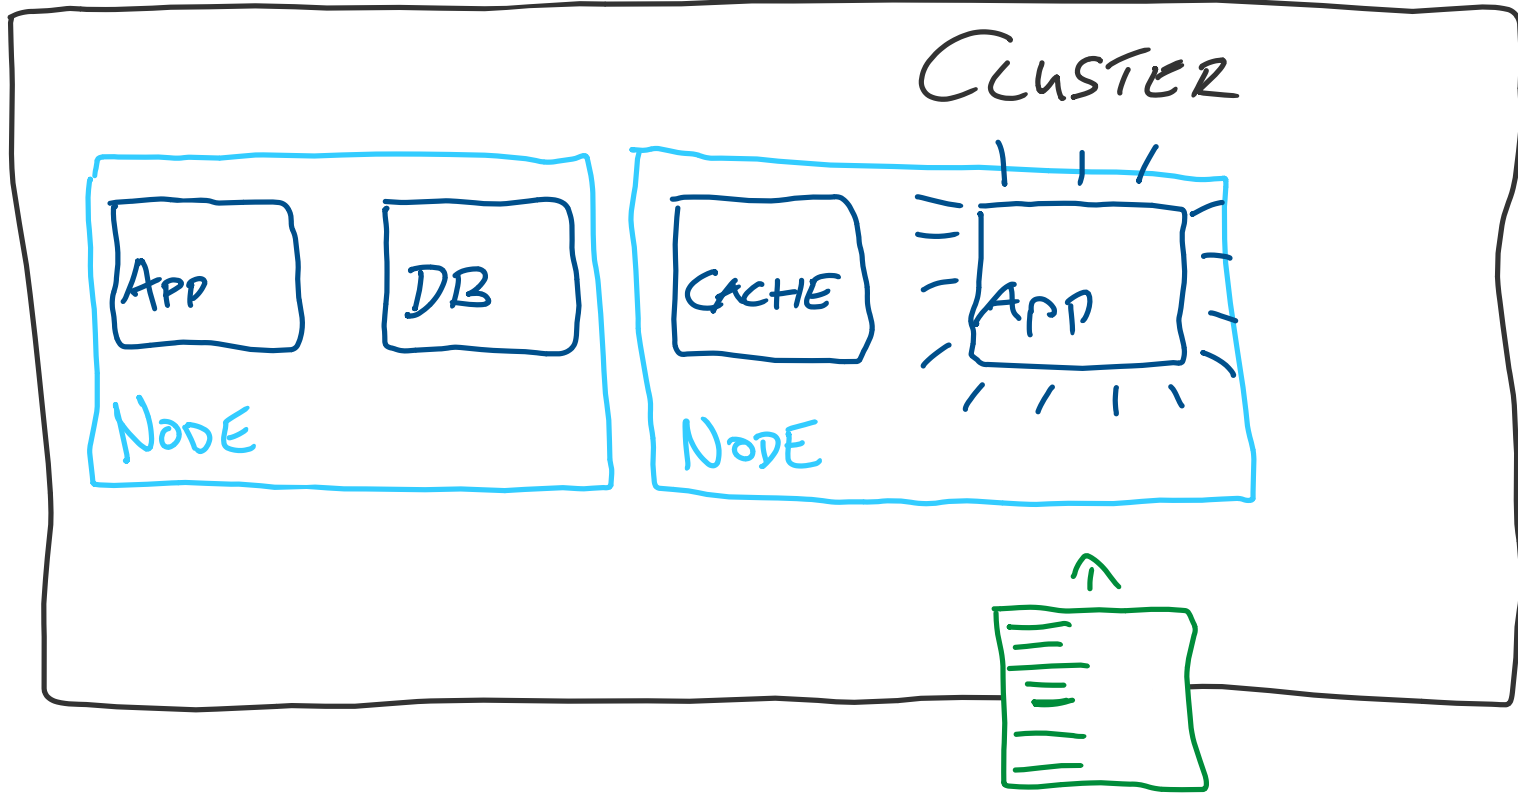 CLUSTER
APP
DB
CACHE
APP
NODE
NODE